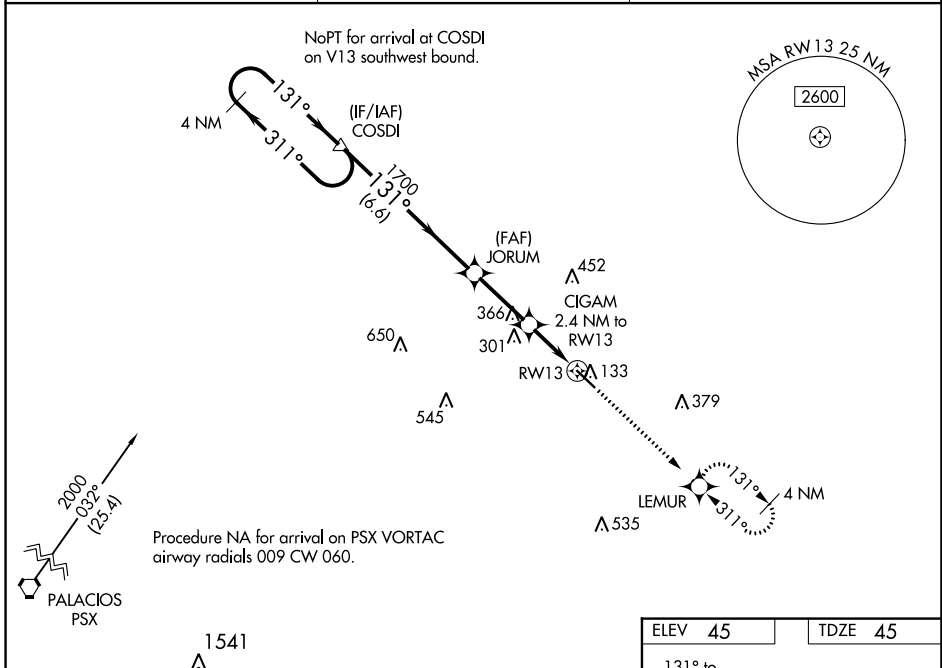 NoPT for arrival at COSDI
on V13 southwest bound.
MSA RW13 25 NM
2600
131°
4 NM
311°
(IF/IAF)
COSDI
1700
131°
(6.6)
(FAF)
JORUM
452
CIGAM
2.4 NM to
RW13
366
301
650
RW13
133
379
545
131°
4 NM
311°
LEMUR
535
2000
032°
(25.4)
Procedure NA for arrival on PSX VORTAC
airway radials 009 CW 060.
PALACIOS
PSX
1541
ELEV 45
TDZE 45
131° to